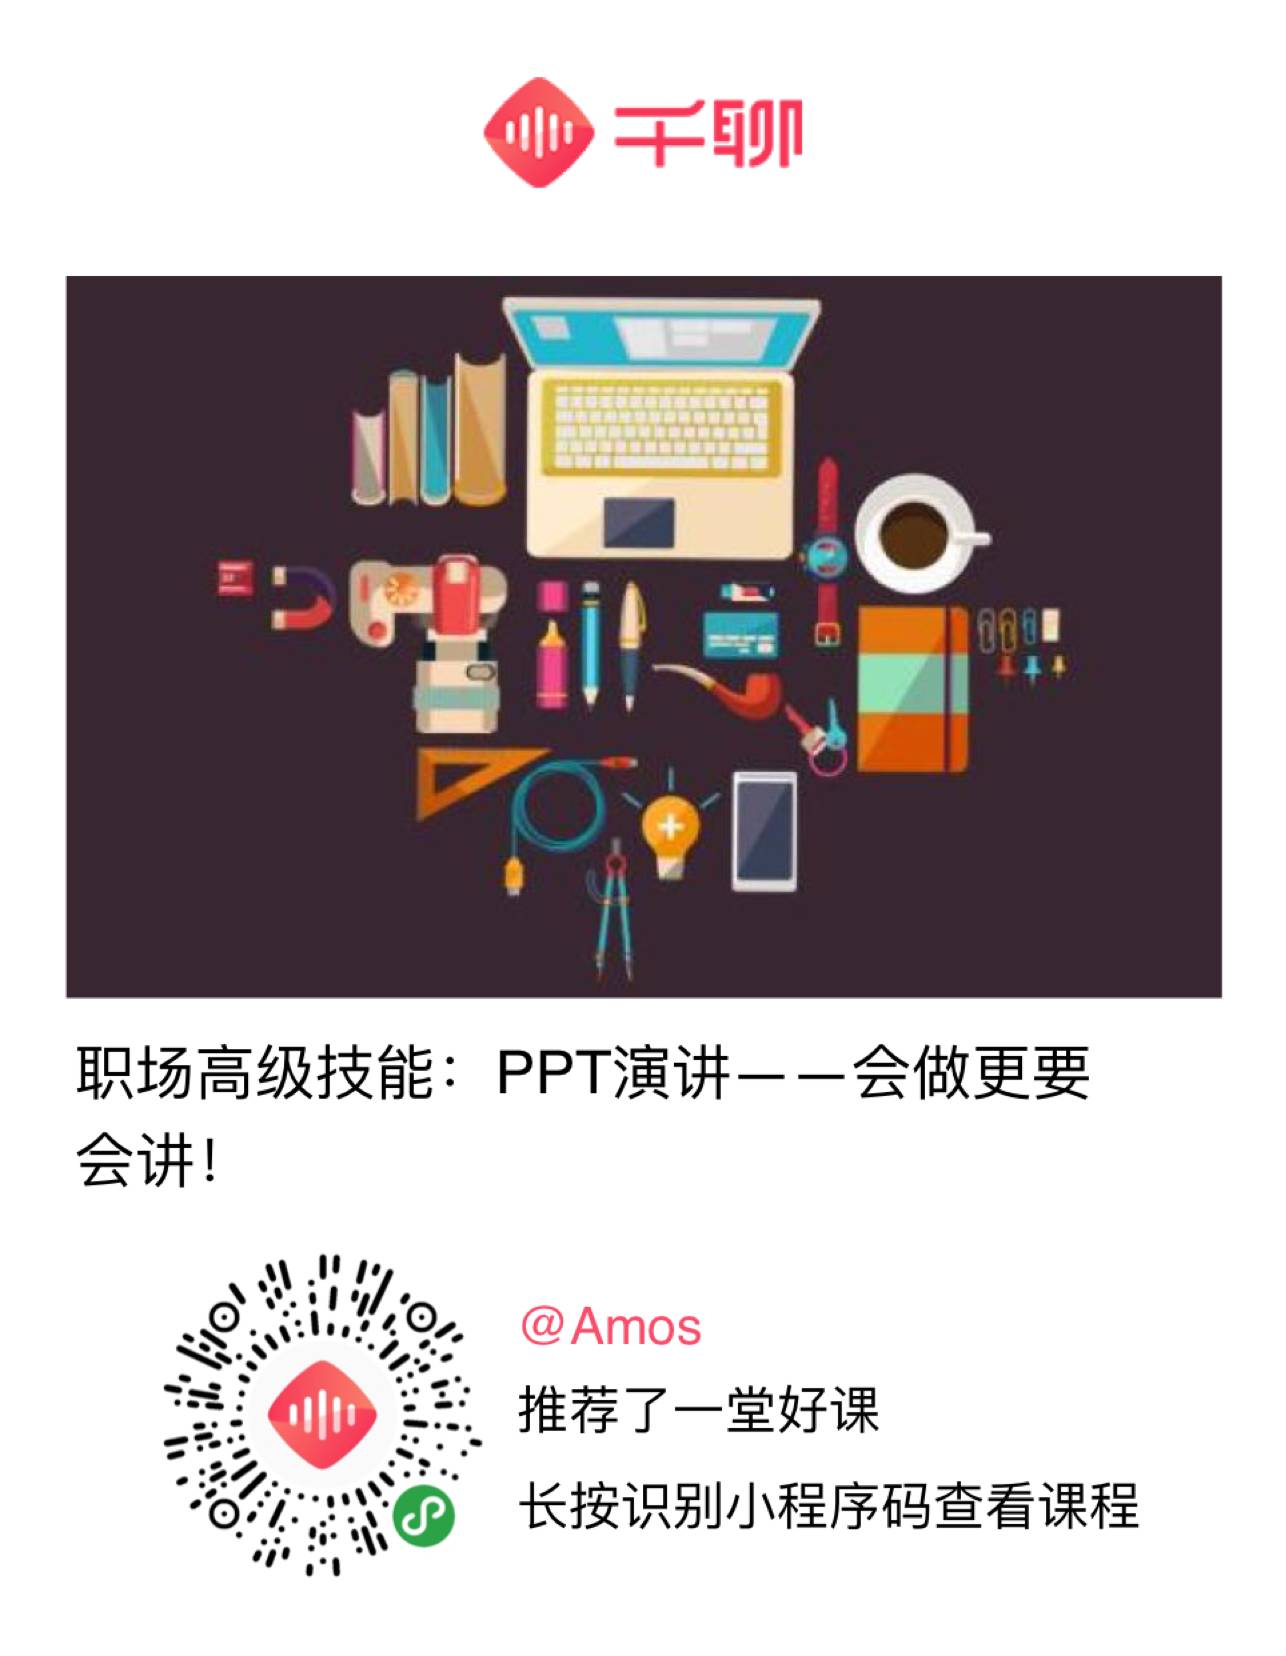 千聊
职场高级技能：PPT演讲——会做更要
会讲！
@Amos
推荐了一堂好课
长按识别小程序码查看课程